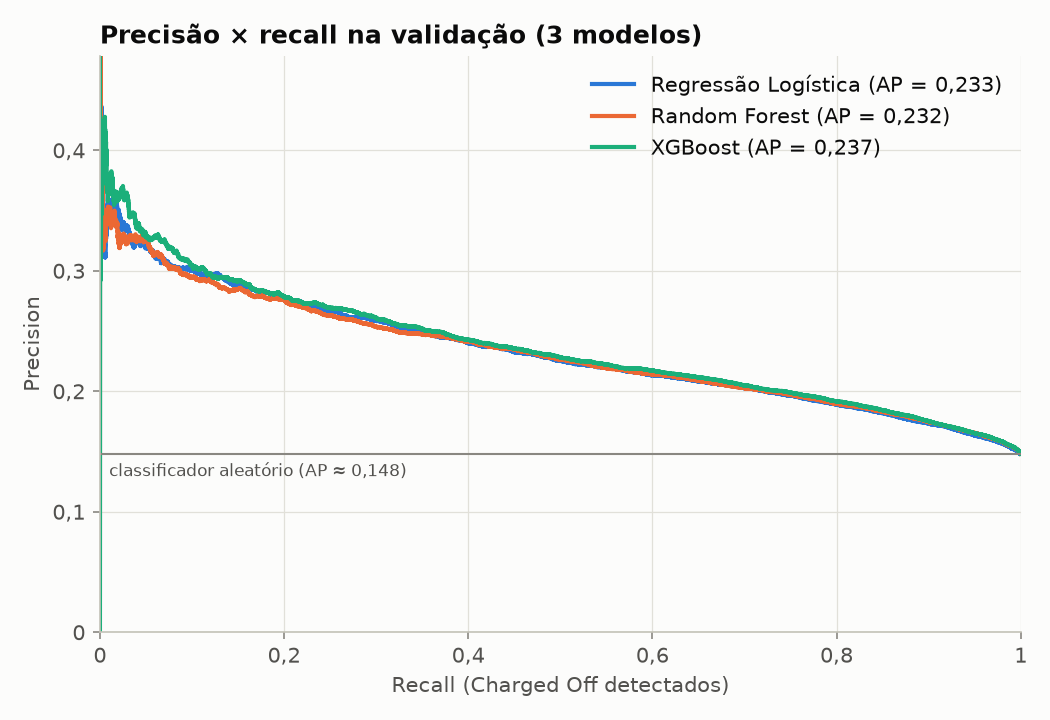 Precisão × recall na validação (3 modelos)
Regressão Logística (AP = 0,233)
Random Forest (AP = 0,232)
XGBoost (AP = 0,237)
0,4
0,3
0,2
0,1
0
Precision
classificador aleatório (AP ≈ 0,148)
0
0,2
0,4
0,6
0,8
1
Recall (Charged Off detectados)